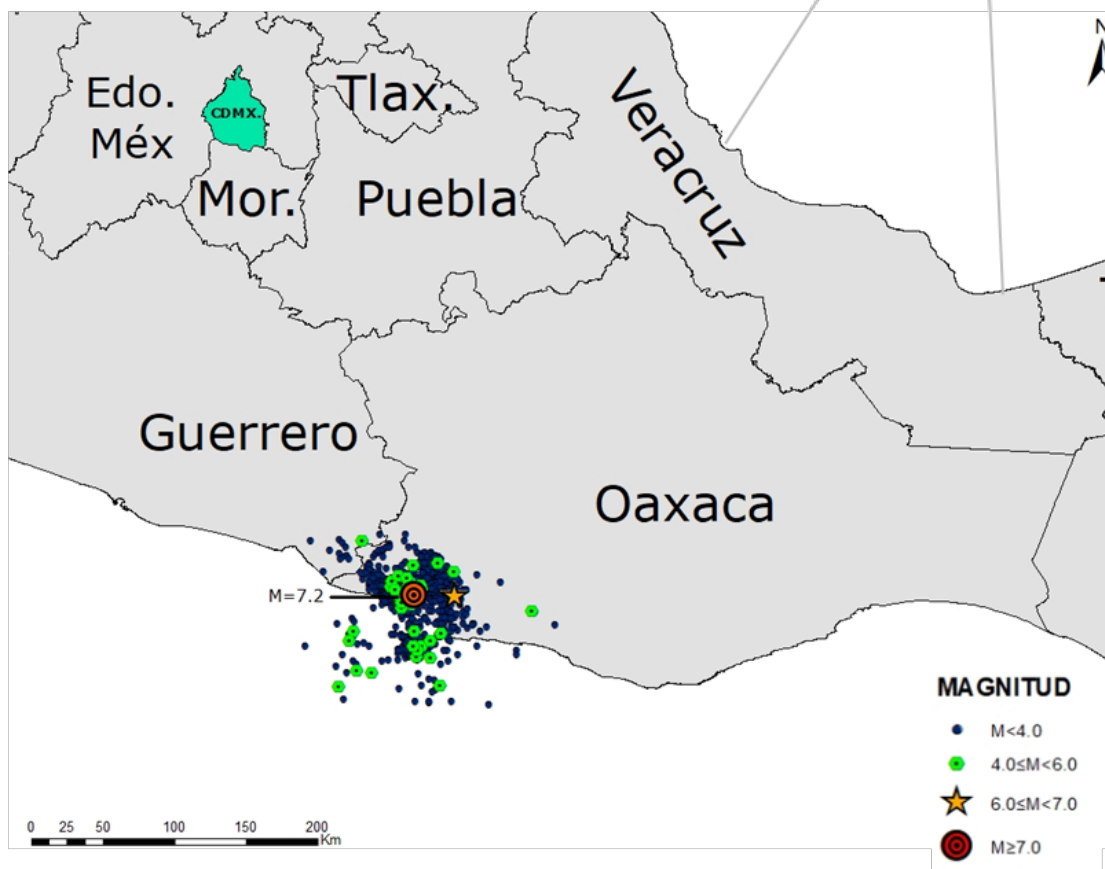 N
Edo.
Méx
CDMX.
Tlax.
Mor.
Puebla
Veracruz
Guerrero
Oaxaca
M=7.2
MAGNITUD
M<4.0
4.0≤M<6.0
6.0≤M<7.0
M≥7.0
0 25 50 100 150 200
Km